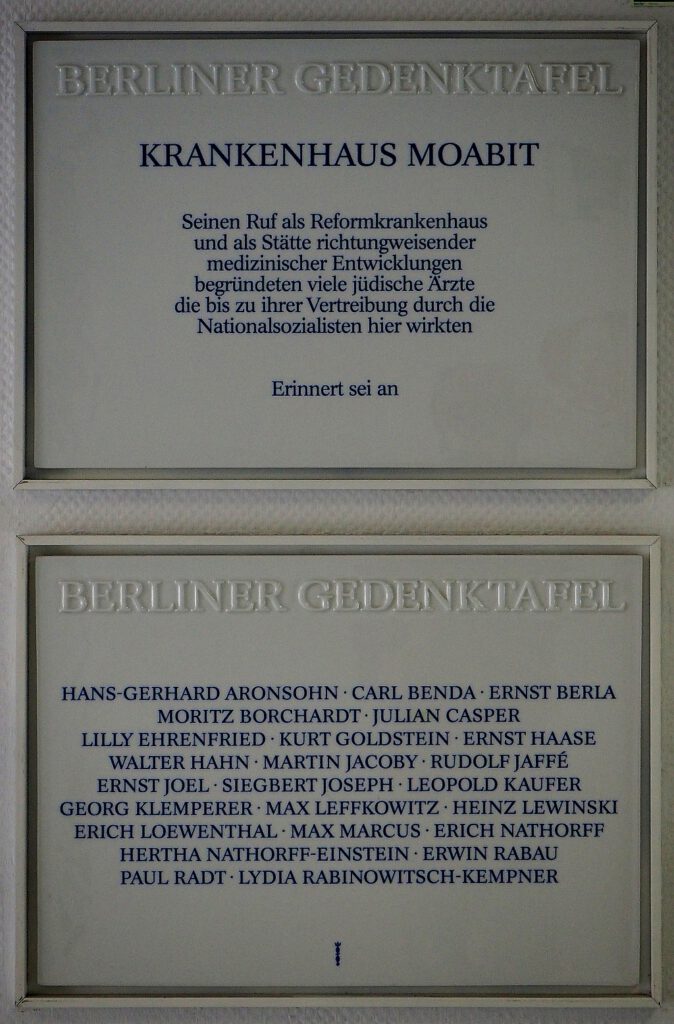 BERLINER GEDENKTAFEL
KRANKENHAUS MOABIT
Seinen Ruf als Reformkrankenhaus
und als Stätte richtungweisender
medizinischer Entwicklungen
begründeten viele jüdische Ärzte
die bis zu ihrer Vertreibung durch die
Nationalsozialisten hier wirkten
Erinnert sei an
BERLINER GEDENKTAFEL
HANS-GERHARD ARONSOHN · CARL BENDA · ERNST BERLA
MORITZ BORCHARDT · JULIAN CASPER
LILLY EHRENFRIED · KURT GOLDSTEIN · ERNST HAASE
WALTER HAHN · MARTIN JACOBY · RUDOLF JAFFÉ
ERNST JOEL · SIEGBERT JOSEPH · LEOPOLD KAUFER
GEORG KLEMPERER · MAX LEFFKOWITZ · HEINZ LEWINSKI
ERICH LOEWENTHAL · MAX MARCUS · ERICH NATHORFF
HERTHA NATHORFF-EINSTEIN · ERWIN RABAU
PAUL RADT · LYDIA RABINOWITSCH-KEMPNER